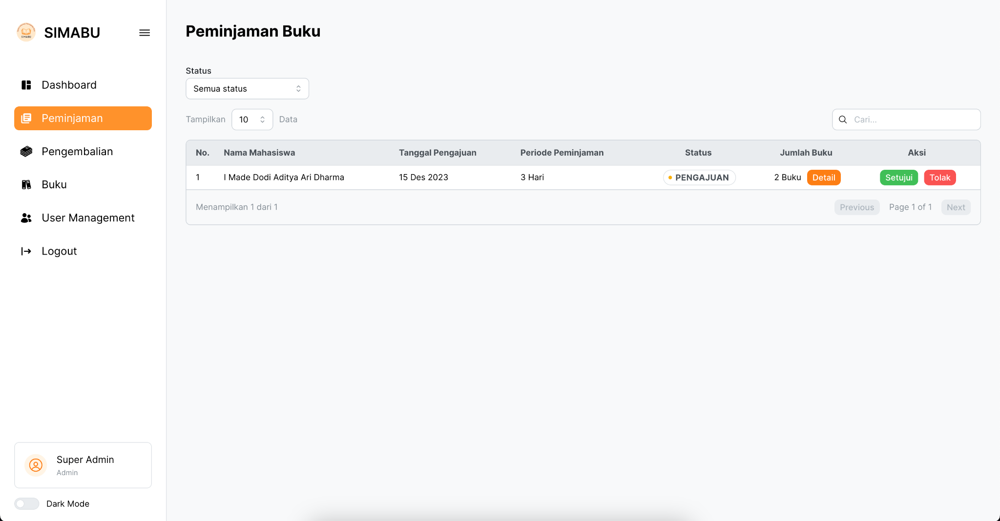 SIMABU
SIMABU
Dashboard
Peminjaman
Pengembalian
Buku
User Management
Logout
Super Admin
Admin
Dark Mode
Peminjaman Buku
Status
Semua status
Tampilkan 10 Data
Cari...
No. Nama Mahasiswa Tanggal Pengajuan Periode Peminjaman Status Jumlah Buku Aksi
1 I Made Dodi Aditya Ari Dharma 15 Des 2023 3 Hari PENGAJUAN 2 Buku Detail Setujui Tolak
Menampilkan 1 dari 1
Previous Page 1 of 1 Next